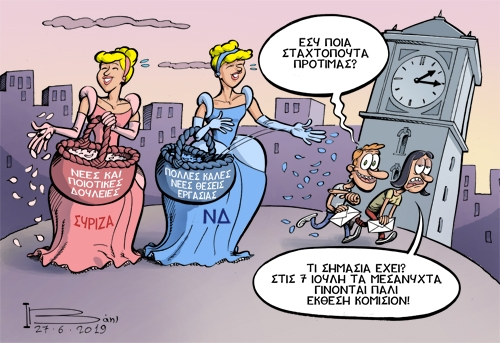 ΕΣΥ ΠΟΙΑ
ΣΤΑΧΤΟΠΟΥΤΑ
ΠΡΟΤΙΜΑΣ?
ΝΕΕΣ ΚΑΙ
ΠΟΙΟΤΙΚΕΣ
ΔΟΥΛΕΙΕΣ
ΣΥΡΙΖΑ
ΠΟΛΛΕΣ ΚΑΛΕΣ
ΝΕΕΣ ΘΕΣΕΙΣ
ΕΡΓΑΣΙΑΣ
ΝΔ
ΤΙ ΣΗΜΑΣΙΑ ΕΧΕΙ?
ΣΤΙΣ 7 ΙΟΥΛΗ ΤΑ ΜΕΣΑΝΥΧΤΑ
ΓΙΝΟΝΤΑΙ ΠΑΛΙ
ΕΚΘΕΣΗ ΚΟΜΙΣΙΟΝ!
27·6·2019